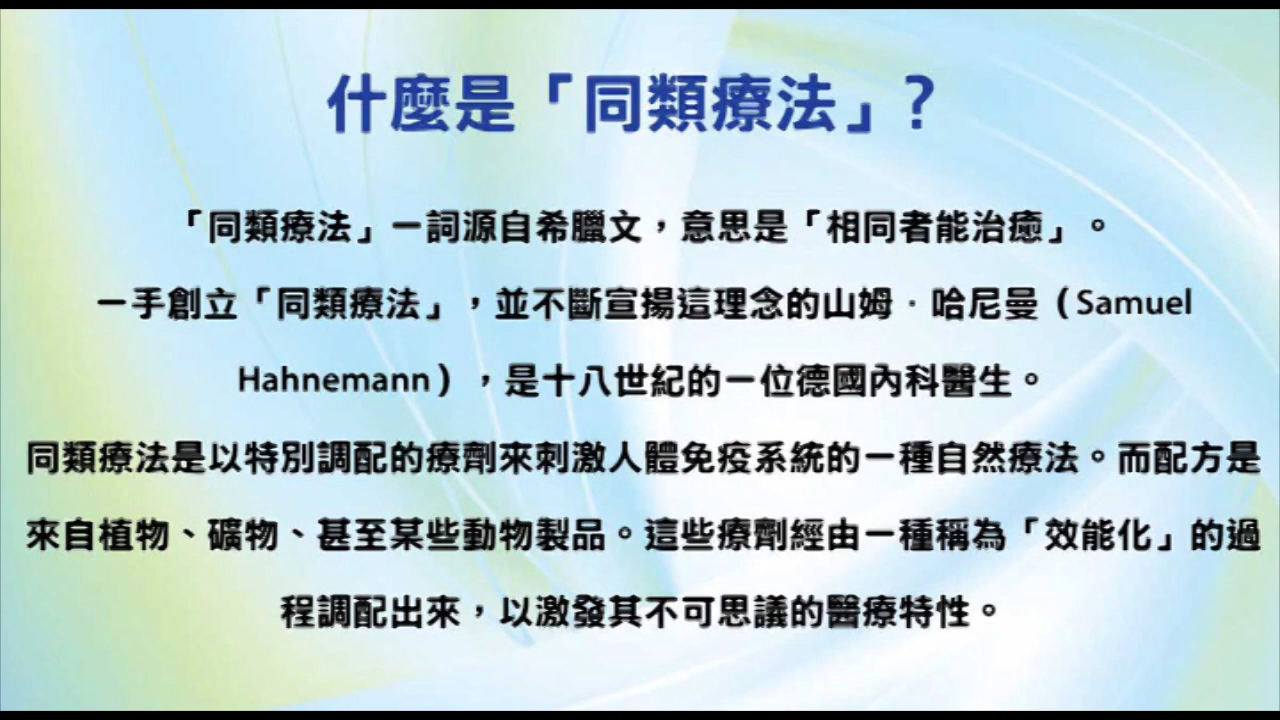 什麼是「同類療法」?
「同類療法」一詞源自希臘文，意思是「相同者能治癒」。
一手創立「同類療法」，並不斷宣揚這理念的山姆．哈尼曼（Samuel
Hahnemann），是十八世紀的一位德國內科醫生。
同類療法是以特別調配的療劑來刺激人體免疫系統的一種自然療法。而配方是
來自植物、礦物、甚至某些動物製品。這些療劑經由一種稱為「效能化」的過
程調配出來，以激發其不可思議的醫療特性。